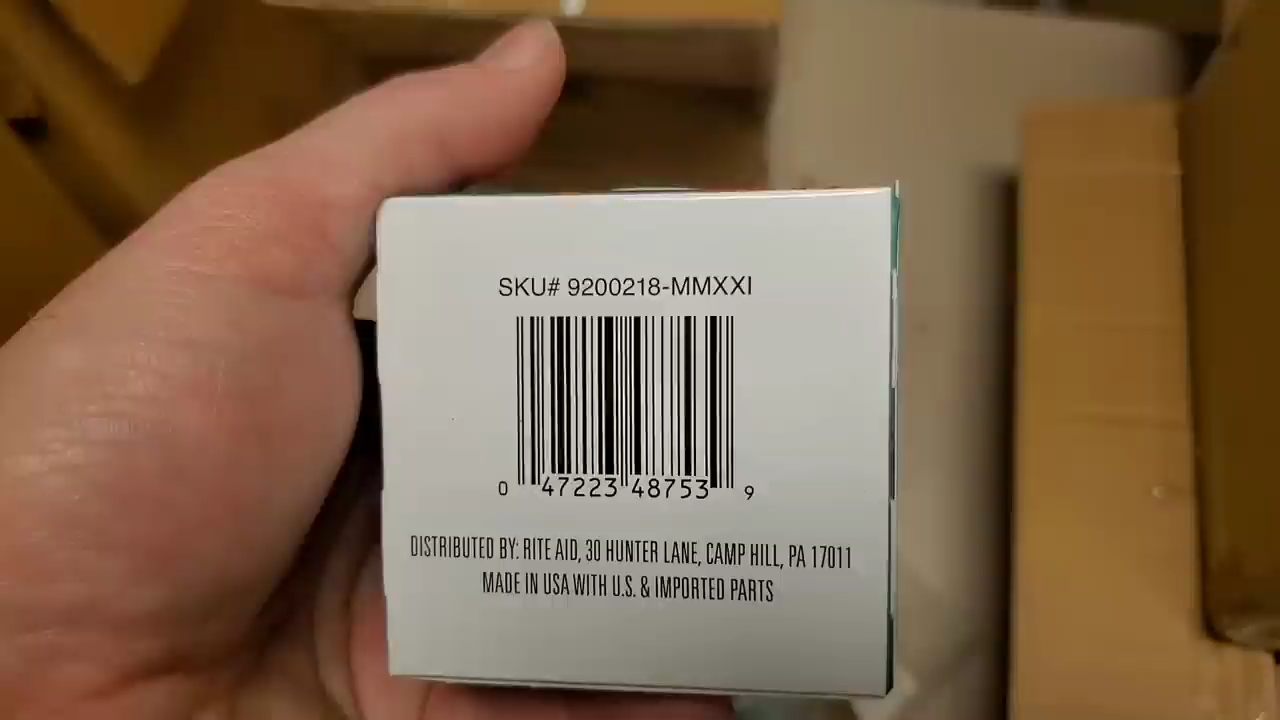 SKU# 9200218-MMXXI
0 47223 48753 9
DISTRIBUTED BY: RITE AID, 30 HUNTER LANE, CAMP HILL, PA 17011
MADE IN USA WITH U.S. & IMPORTED PARTS